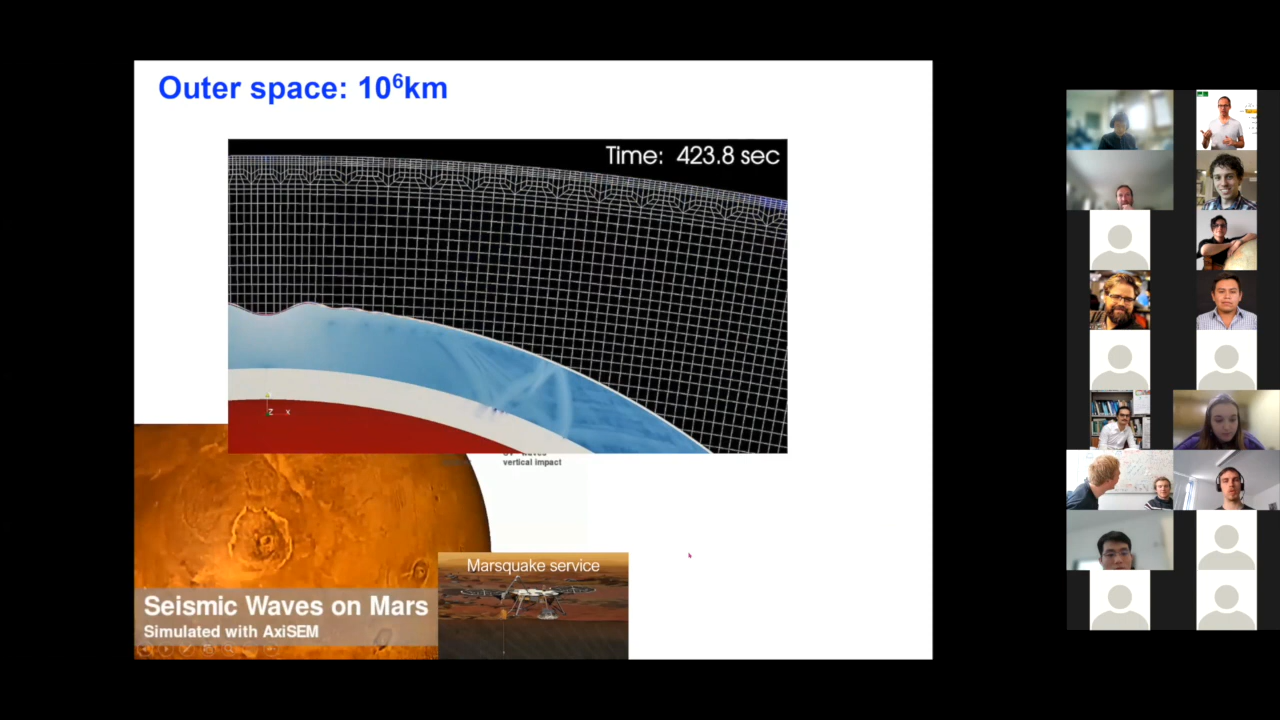 Outer space: 10⁶km
Time: 423.8 sec
z x
vertical impact
Marsquake service
Seismic Waves on Mars
Simulated with AxiSEM